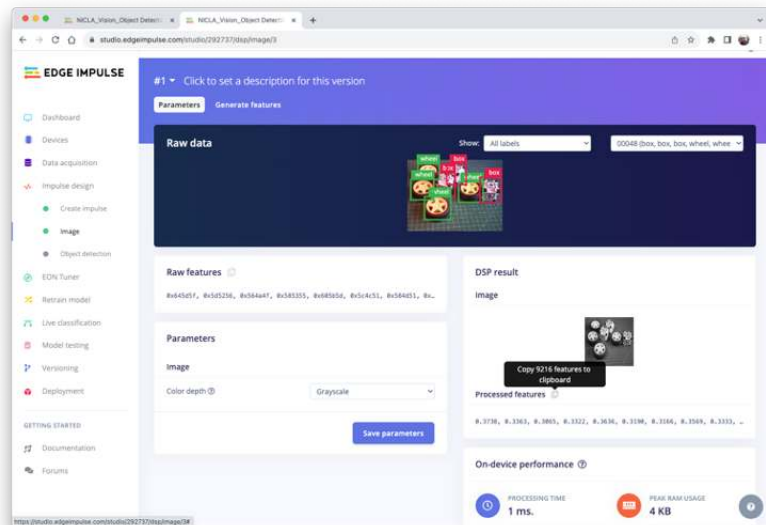 NICLA_Vision_Object Detecti
NICLA_Vision_Object Detecti
studio.edgeimpulse.com/studio/292737/dsp/image/3
EDGE IMPULSE
#1 Click to set a description for this version
Parameters Generate features
Dashboard
Devices
Data acquisition
Impulse design
Create impulse
Image
Object detection
EON Tuner
Retrain model
Live classification
Model testing
Versioning
Deployment
GETTING STARTED
Documentation
Forums
Raw data
Show: All labels
00048 (box, box, box, wheel, whee
wheel
box
wheel
wheel
box
wheel
Raw features
0x645d5f, 0x5d5256, 0x564a4f, 0x585355, 0x605b5d, 0x5c4c51, 0x584d51, 0x…
Parameters
Image
Color depth
Grayscale
Save parameters
DSP result
Image
Copy 9216 features to
clipboard
Processed features
0.3738, 0.3363, 0.3065, 0.3322, 0.3636, 0.3190, 0.3166, 0.3569, 0.3333, …
On-device performance
PROCESSING TIME
1 ms.
PEAK RAM USAGE
4 KB
https://studio.edgeimpulse.com/studio/292737/dsp/image/3#